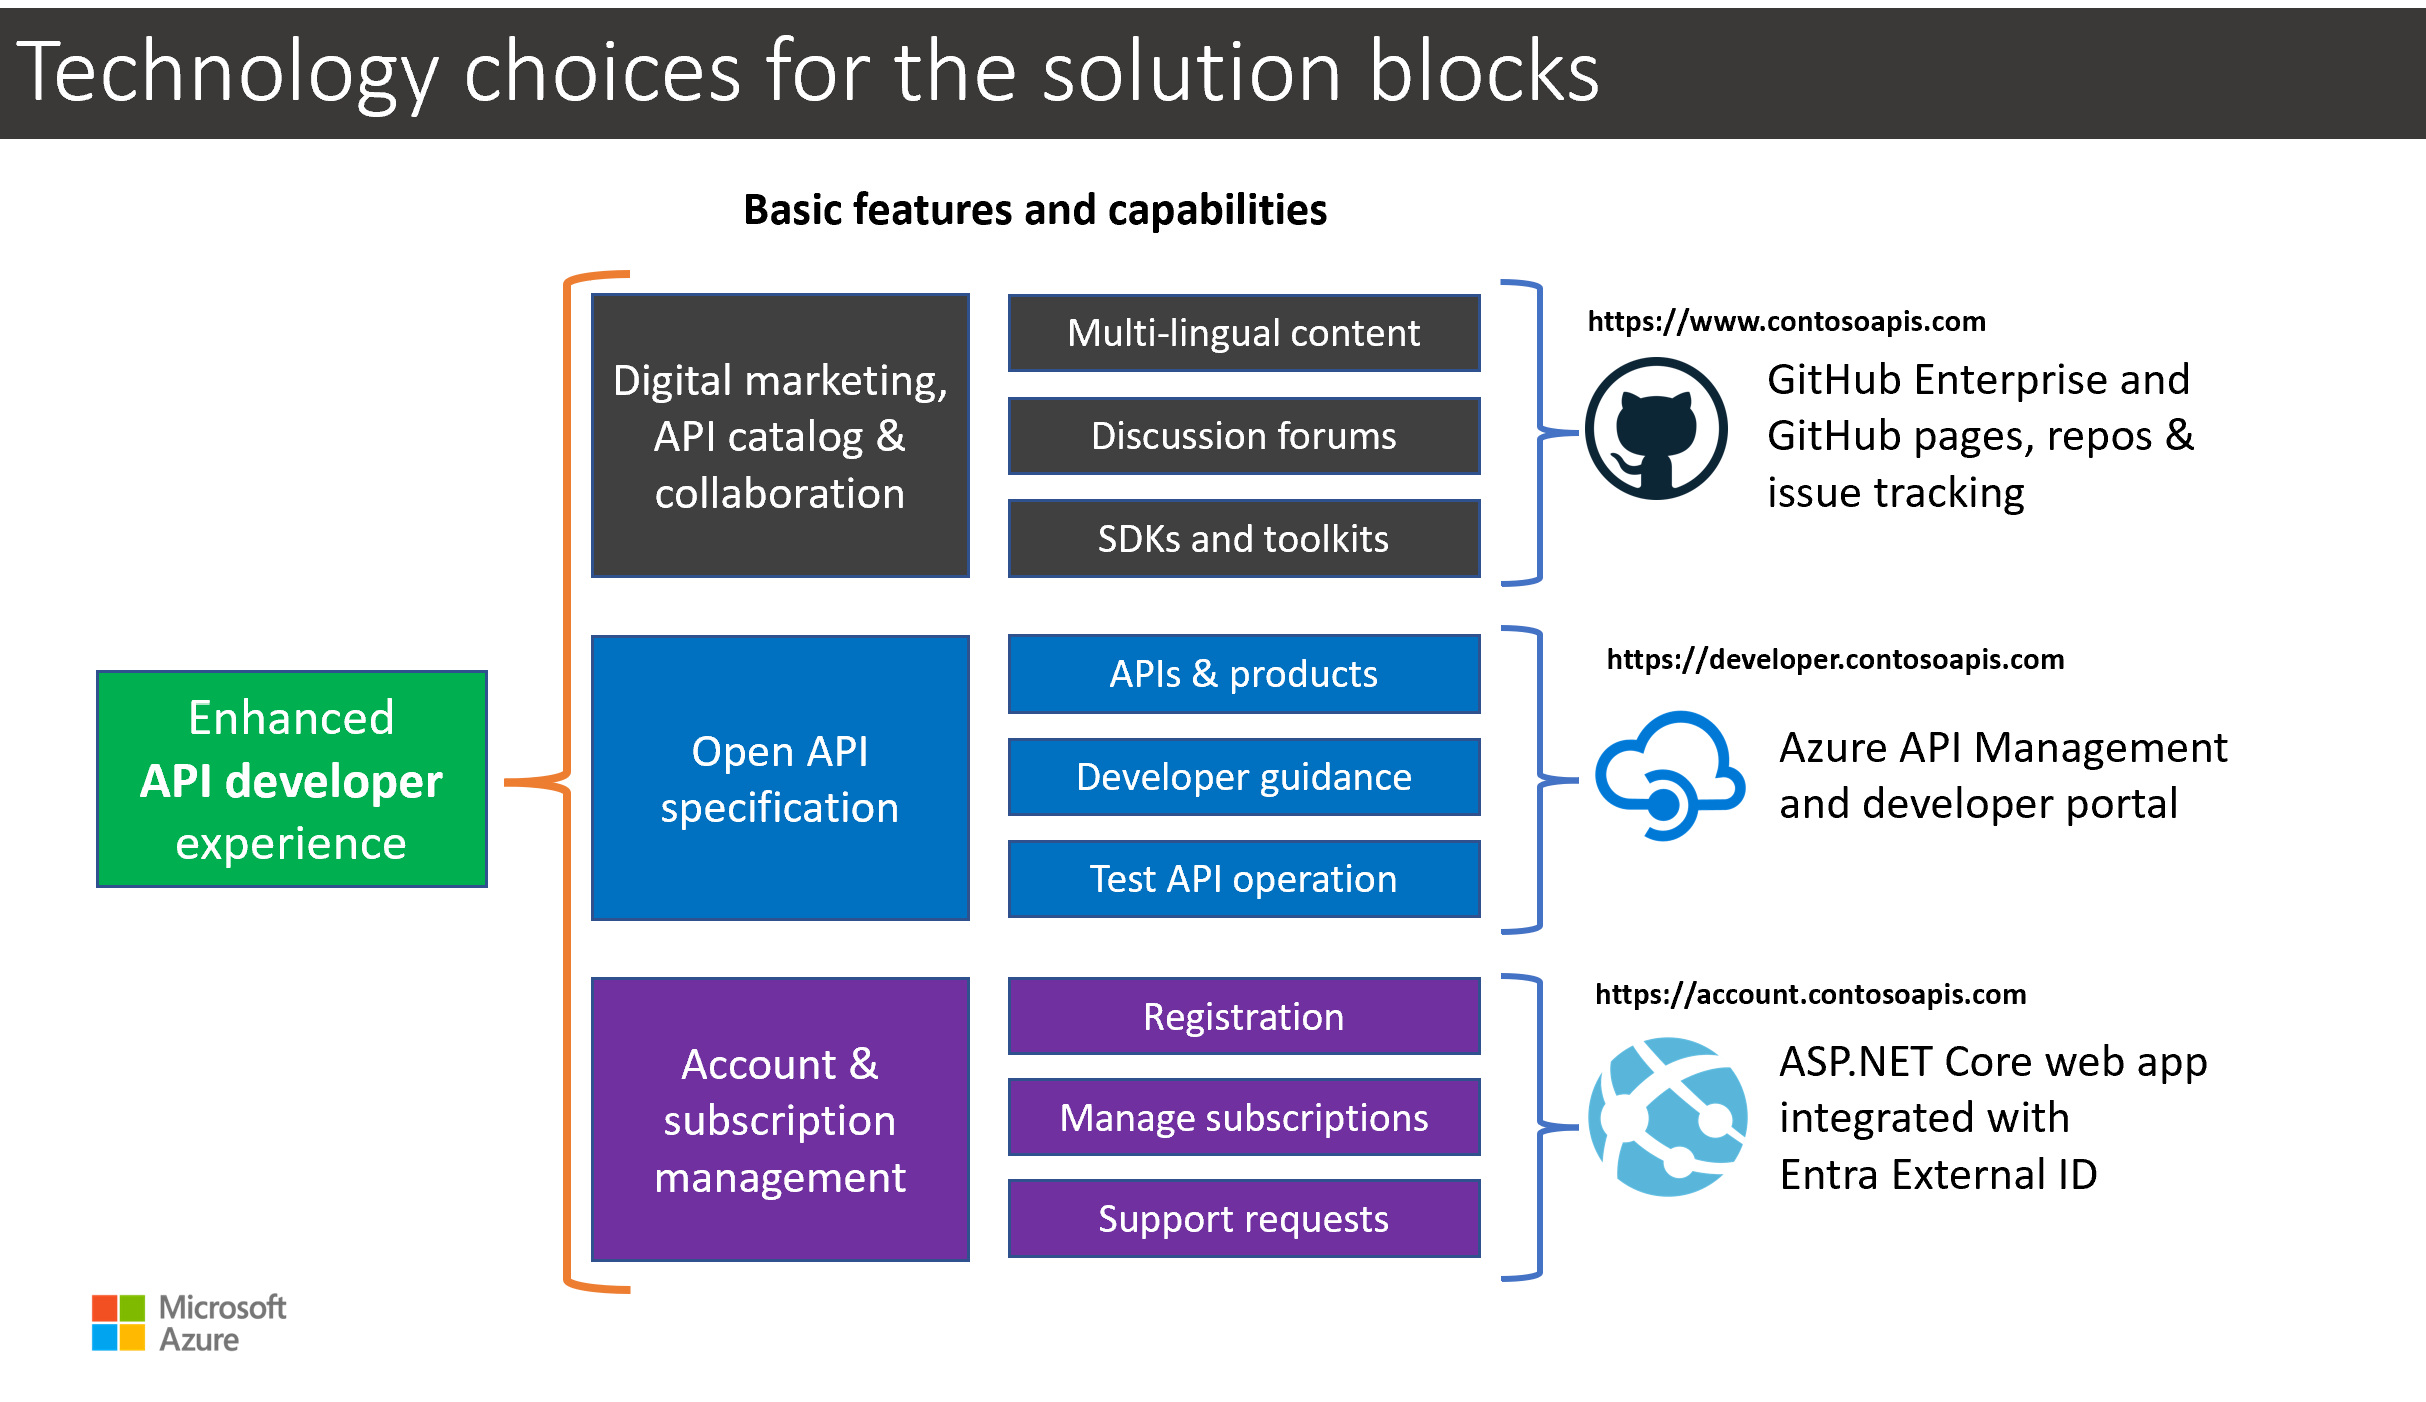 Technology choices for the solution blocks
Basic features and capabilities
Enhanced
API developer
experience
Digital marketing,
API catalog &
collaboration
Multi-lingual content
Discussion forums
SDKs and toolkits
https://www.contosoapis.com
GitHub Enterprise and
GitHub pages, repos &
issue tracking
Open API
specification
APIs & products
Developer guidance
Test API operation
https://developer.contosoapis.com
Azure API Management
and developer portal
Account &
subscription
management
Registration
Manage subscriptions
Support requests
https://account.contosoapis.com
ASP.NET Core web app
integrated with
Entra External ID
Microsoft
Azure